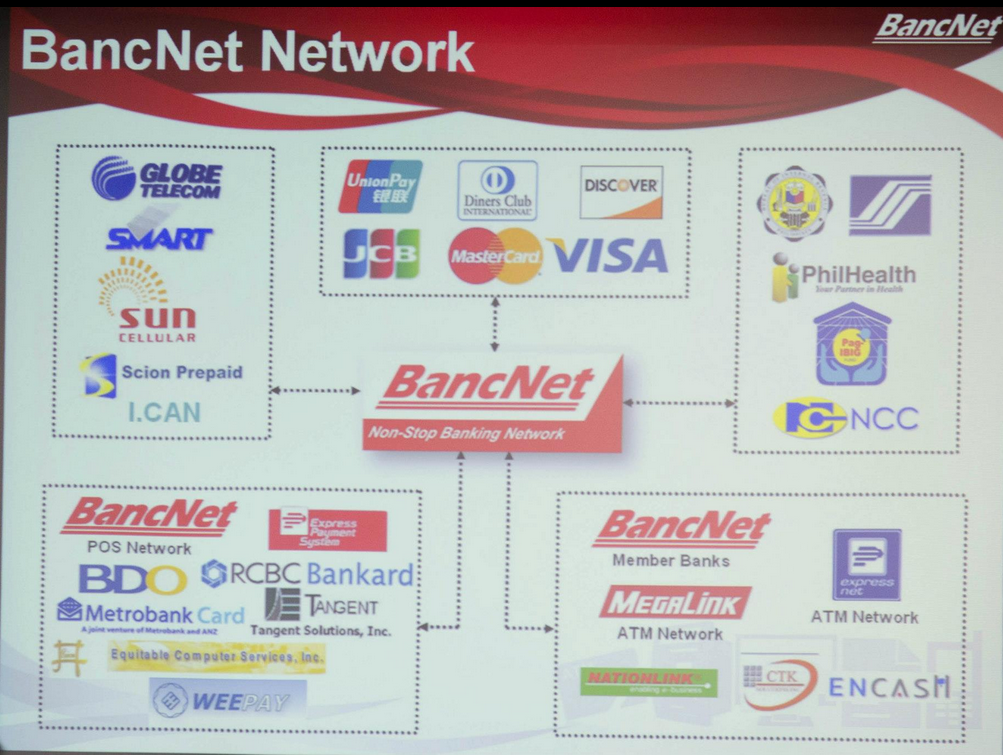 BancNet Network
BancNet
GLOBE
TELECOM
SMART
SUN
CELLULAR
Scion Prepaid
I.CAN
UnionPay
银联
Diners Club
INTERNATIONAL
DISCOVER
JCB
MasterCard
VISA
PhilHealth
Your Partner in Health
Pag-
IBIG
NCC
BancNet
Non-Stop Banking Network
BancNet
POS Network
Express
Payment
System
BDO
RCBC Bankard
Metrobank Card
A joint venture of Metrobank and ANZ
TANGENT
Tangent Solutions, Inc.
Equitable Computer Services, Inc.
WEEPAY
BancNet
Member Banks
express
net
ATM Network
MEGALINK
ATM Network
NATIONLINK
enabling e-business
CTK
SOLUTIONS
ENCASH